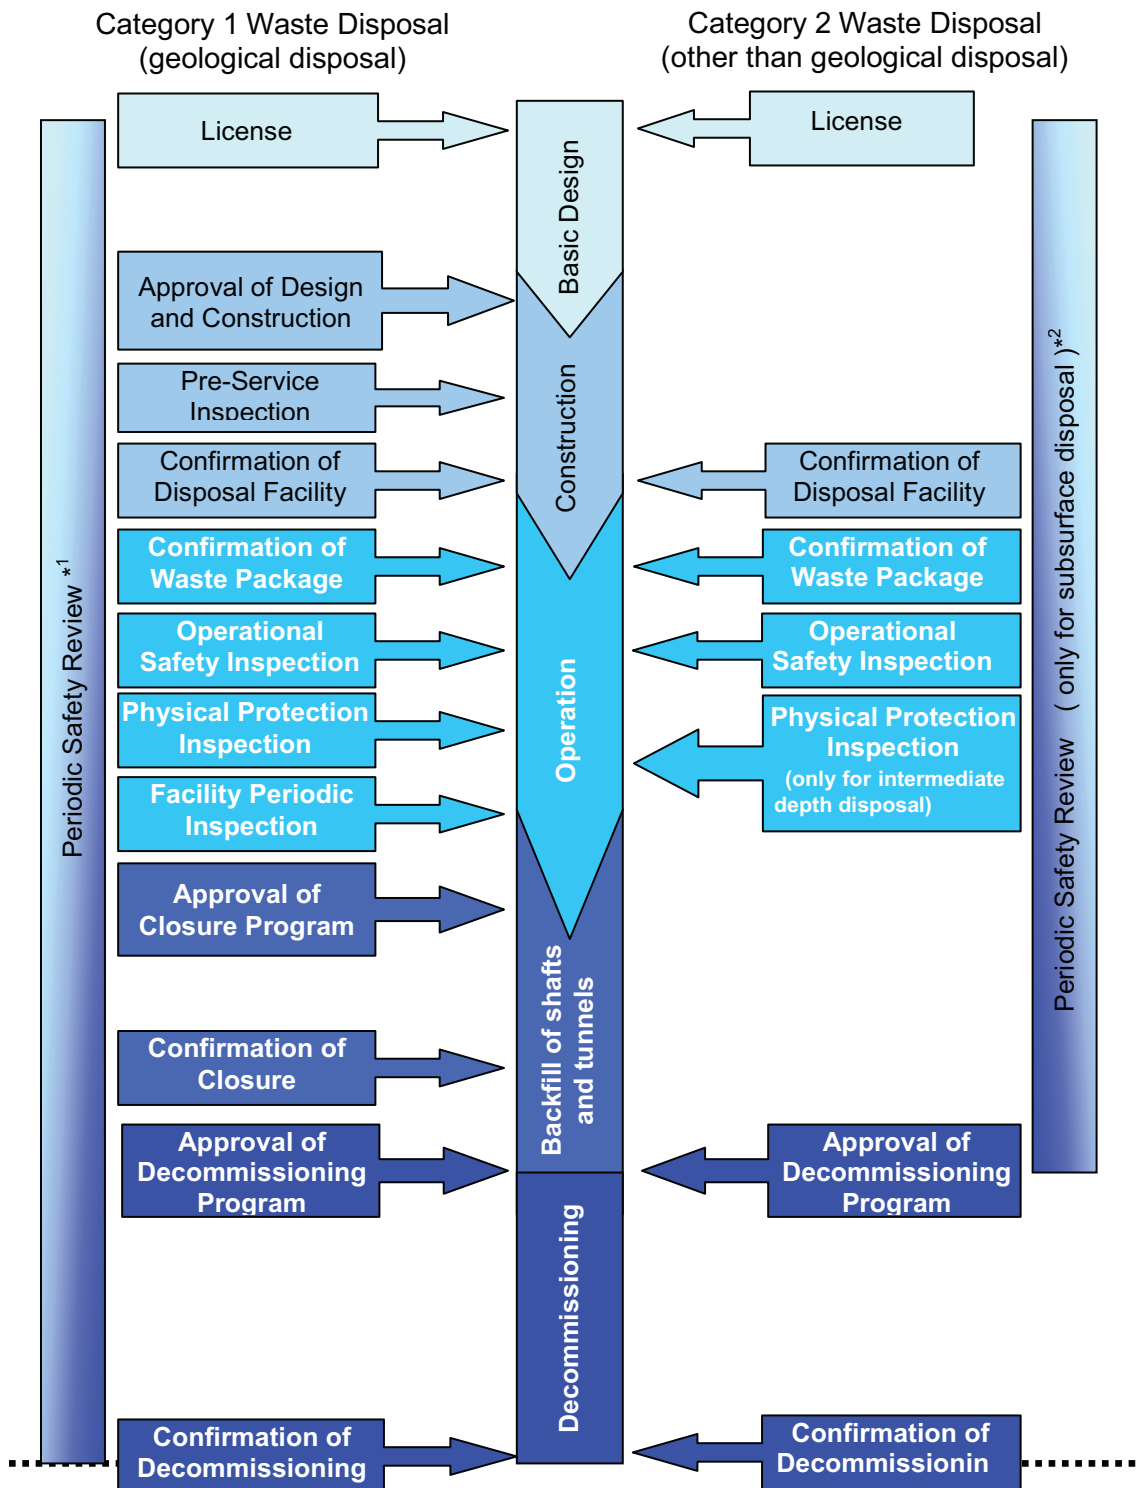 Category 1 Waste Disposal
(geological disposal)
Category 2 Waste Disposal
(other than geological disposal)
License
License
Basic Design
Approval of Design
and Construction
Pre-Service
Inspection
Construction
Confirmation of
Disposal Facility
Confirmation of
Disposal Facility
Confirmation of
Waste Package
Confirmation of
Waste Package
Operational
Safety Inspection
Operational
Safety Inspection
Operation
Physical Protection
Inspection
Physical Protection
Inspection
(only for intermediate
depth disposal)
Facility Periodic
Inspection
Periodic Safety Review *1
Periodic Safety Review ( only for subsurface disposal )*2
Approval of
Closure Program
Backfill of shafts
and tunnels
Confirmation of
Closure
Approval of
Decommissioning
Program
Approval of
Decommissioning
Program
Decommissioning
Confirmation of
Decommissioning
Confirmation of
Decommissionin